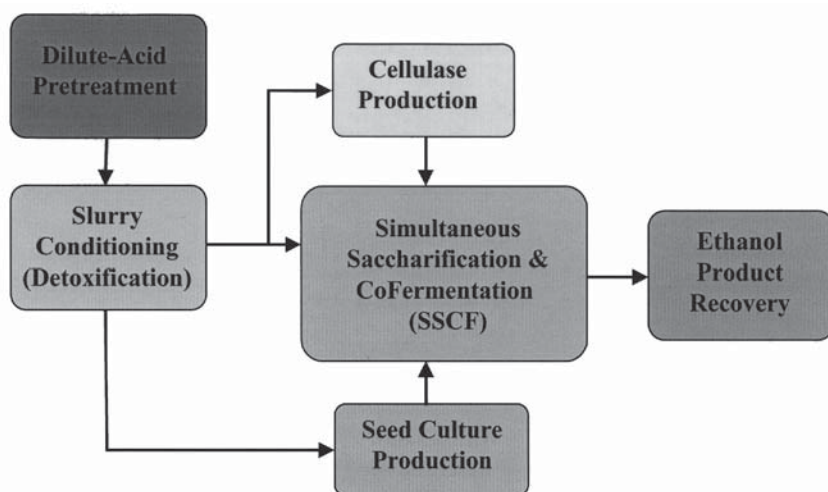 Dilute-Acid
Pretreatment
Cellulase
Production
Slurry
Conditioning
(Detoxification)
Simultaneous
Saccharification &
CoFermentation
(SSCF)
Ethanol
Product
Recovery
Seed Culture
Production